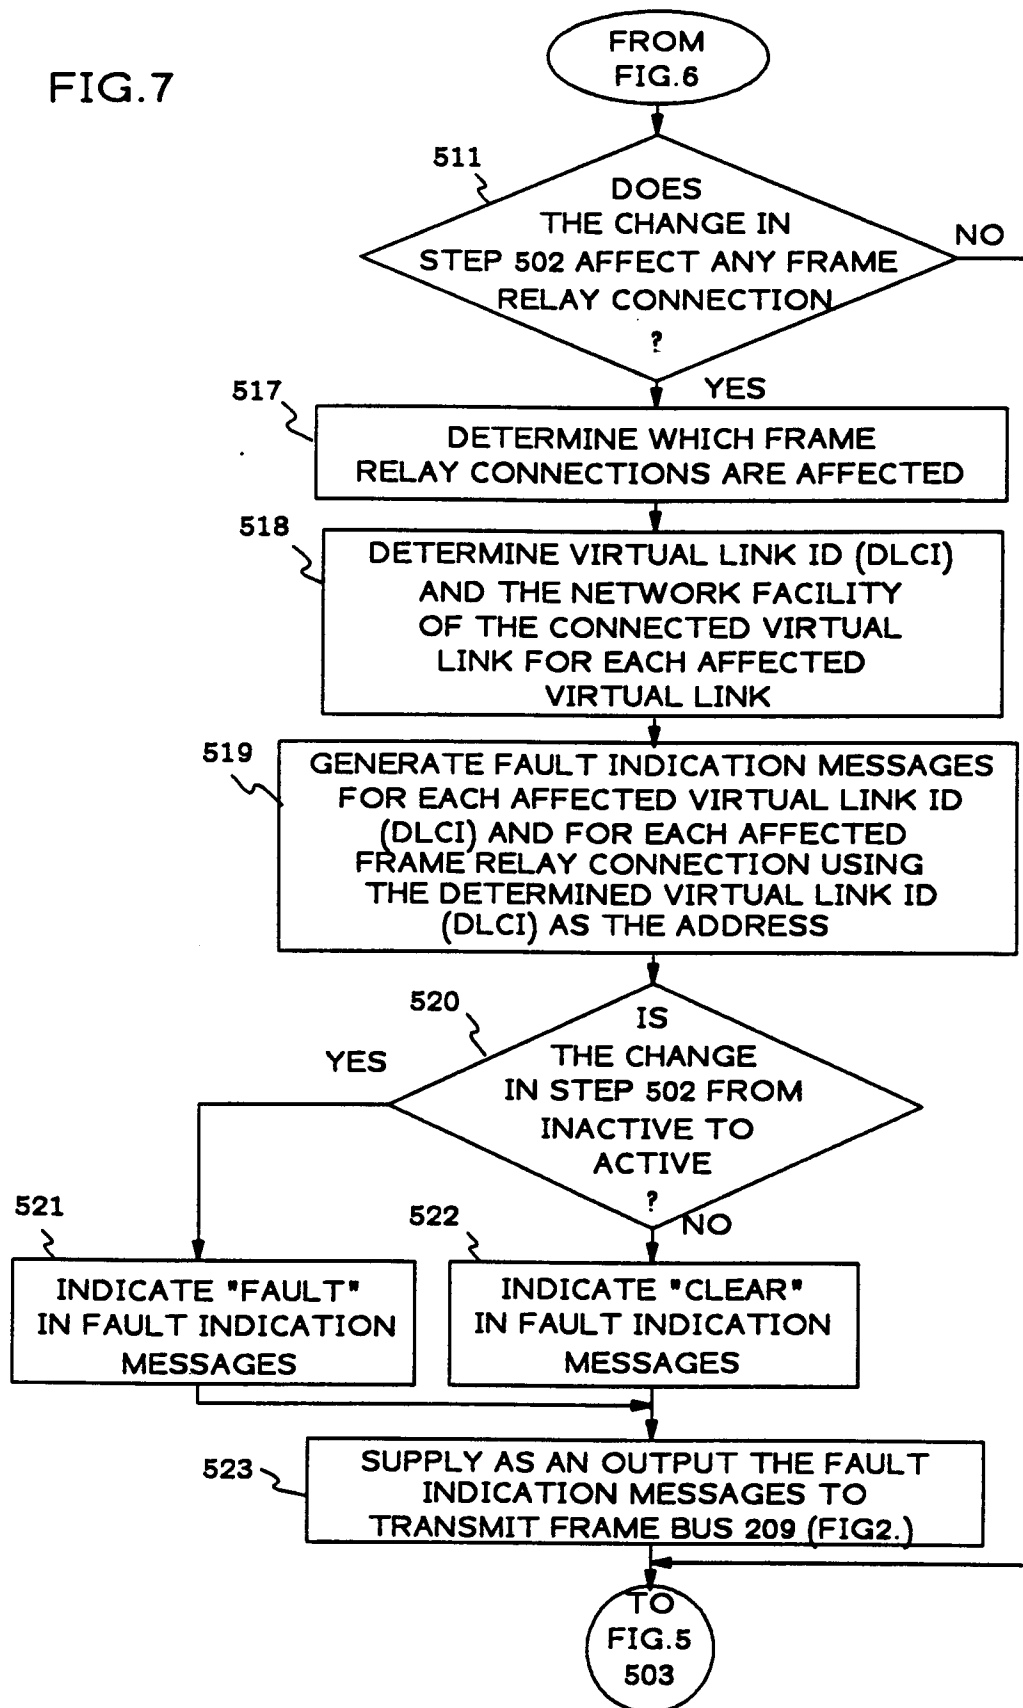 FIG.7
FROM
FIG.6
511
DOES
THE CHANGE IN
STEP 502 AFFECT ANY FRAME
RELAY CONNECTION
?
NO
YES
517
DETERMINE WHICH FRAME
RELAY CONNECTIONS ARE AFFECTED
518
DETERMINE VIRTUAL LINK ID (DLCI)
AND THE NETWORK FACILITY
OF THE CONNECTED VIRTUAL
LINK FOR EACH AFFECTED
VIRTUAL LINK
519
GENERATE FAULT INDICATION MESSAGES
FOR EACH AFFECTED VIRTUAL LINK ID
(DLCI) AND FOR EACH AFFECTED
FRAME RELAY CONNECTION USING
THE DETERMINED VIRTUAL LINK ID
(DLCI) AS THE ADDRESS
520
IS
THE CHANGE
IN STEP 502 FROM
INACTIVE TO
ACTIVE
?
YES
NO
521
INDICATE "FAULT"
IN FAULT INDICATION
MESSAGES
522
INDICATE "CLEAR"
IN FAULT INDICATION
MESSAGES
523
SUPPLY AS AN OUTPUT THE FAULT
INDICATION MESSAGES TO
TRANSMIT FRAME BUS 209 (FIG2.)
TO
FIG.5
503